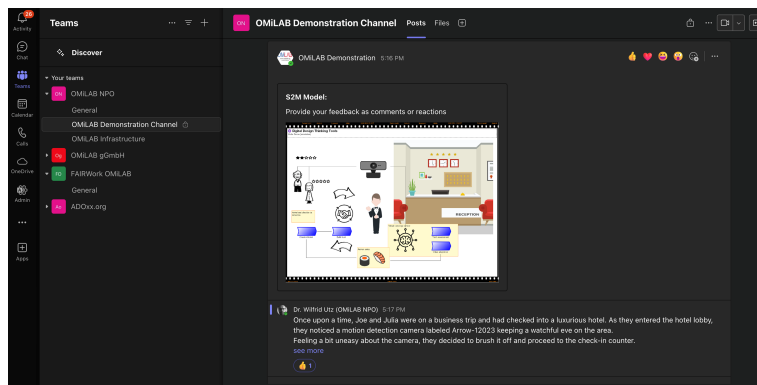 26
Activity
Chat
Teams
Calendar
Calls
OneDrive
Admin
Apps
Teams
Discover
Your teams
ON OMiLAB NPO
General
OMiLAB Demonstration Channel
OMiLAB Infrastructure
Og OMiLAB gGmbH
FO FAIRWork OMiLAB
General
Ap ADOxx.org
ON OMiLAB Demonstration Channel Posts Files
OMiLAB Demonstration 5:16 PM
S2M Model:
Provide your feedback as comments or reactions
Digital Design Thinking Tools
RECEPTION
Dr. Wilfrid Utz (OMiLAB NPO) 5:17 PM
Once upon a time, Joe and Julia were on a business trip and had checked into a luxurious hotel. As they entered the hotel lobby,
they noticed a motion detection camera labeled Arrow-12023 keeping a watchful eye on the area.
Feeling a bit uneasy about the camera, they decided to brush it off and proceed to the check-in counter.
see more
1